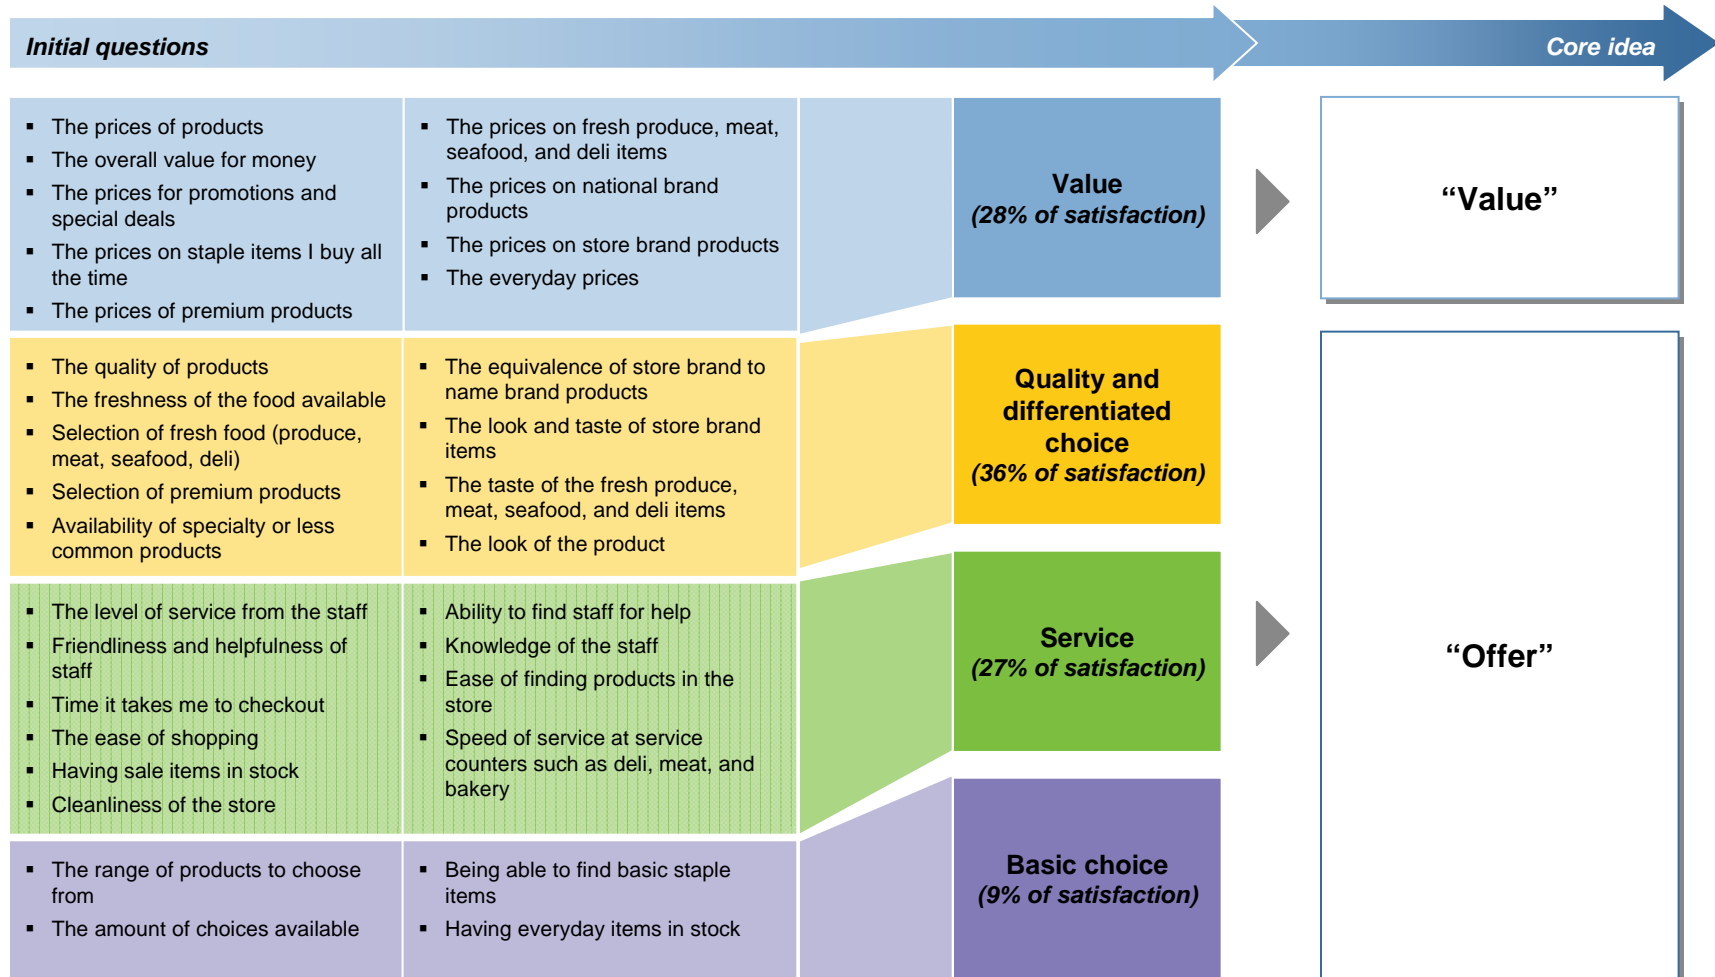 Initial questions
Core idea
▪ The prices of products
▪ The overall value for money
▪ The prices for promotions and
special deals
▪ The prices on staple items I buy all
the time
▪ The prices of premium products
▪ The prices on fresh produce, meat,
seafood, and deli items
▪ The prices on national brand
products
▪ The prices on store brand products
▪ The everyday prices
Value
(28% of satisfaction)
“Value”
▪ The quality of products
▪ The freshness of the food available
▪ Selection of fresh food (produce,
meat, seafood, deli)
▪ Selection of premium products
▪ Availability of specialty or less
common products
▪ The equivalence of store brand to
name brand products
▪ The look and taste of store brand
items
▪ The taste of the fresh produce,
meat, seafood, and deli items
▪ The look of the product
Quality and
differentiated
choice
(36% of satisfaction)
▪ The level of service from the staff
▪ Friendliness and helpfulness of
staff
▪ Time it takes me to checkout
▪ The ease of shopping
▪ Having sale items in stock
▪ Cleanliness of the store
▪ Ability to find staff for help
▪ Knowledge of the staff
▪ Ease of finding products in the
store
▪ Speed of service at service
counters such as deli, meat, and
bakery
Service
(27% of satisfaction)
“Offer”
▪ The range of products to choose
from
▪ The amount of choices available
▪ Being able to find basic staple
items
▪ Having everyday items in stock
Basic choice
(9% of satisfaction)